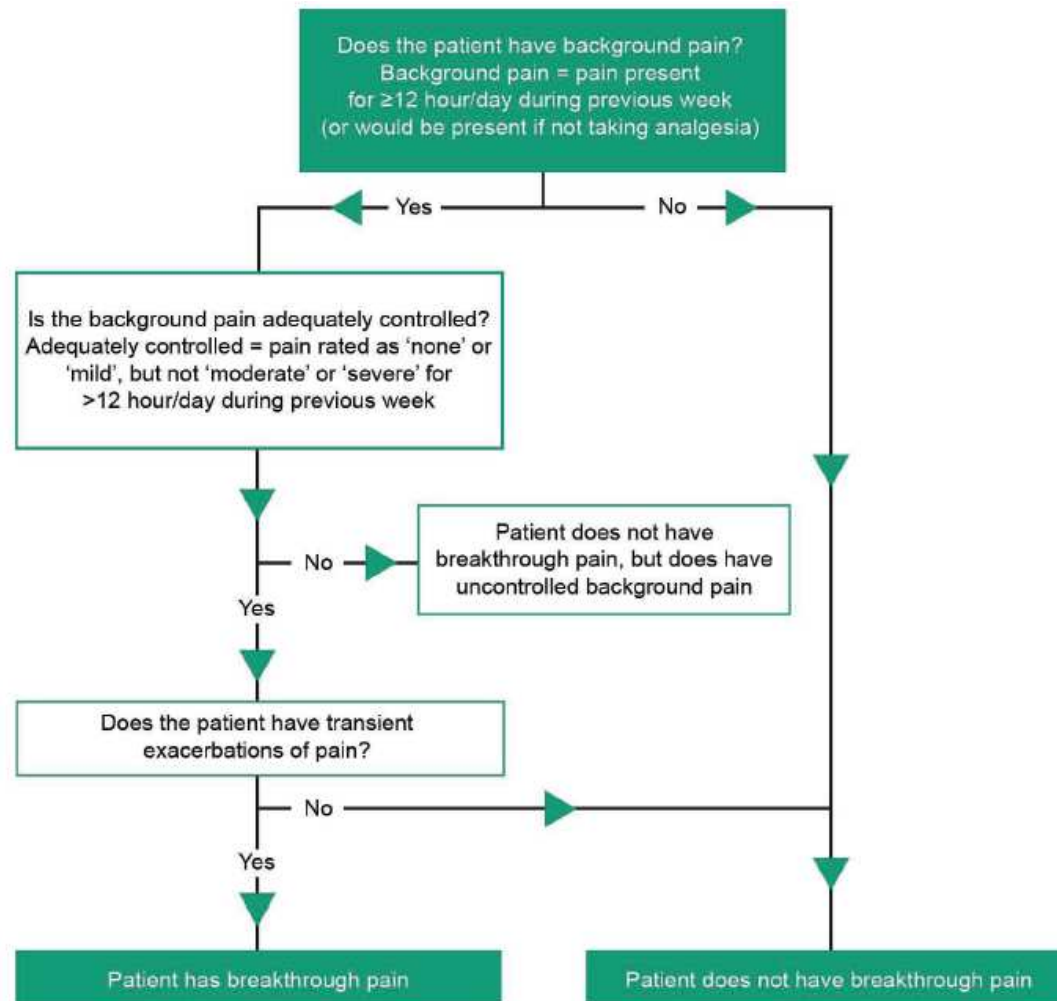 Does the patient have background pain?
Background pain = pain present
for ≥12 hour/day during previous week
(or would be present if not taking analgesia)
Yes
No
Is the background pain adequately controlled?
Adequately controlled = pain rated as ‘none’ or
‘mild’, but not ‘moderate’ or ‘severe’ for
>12 hour/day during previous week
No
Patient does not have
breakthrough pain, but does have
uncontrolled background pain
Yes
Does the patient have transient
exacerbations of pain?
No
Yes
Patient has breakthrough pain
Patient does not have breakthrough pain